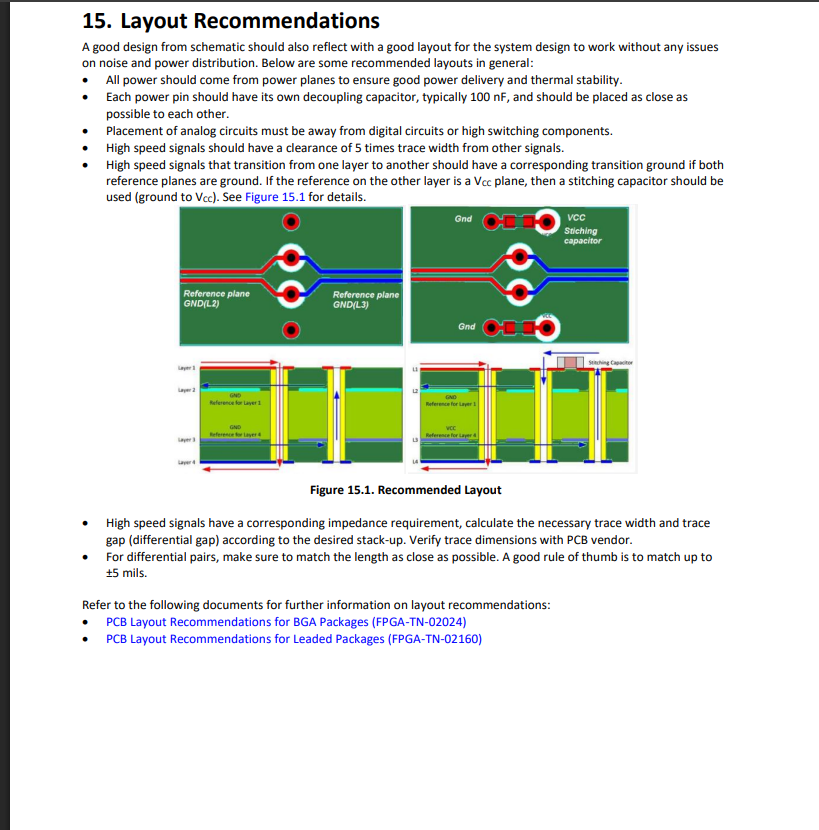 15. Layout Recommendations
A good design from schematic should also reflect with a good layout for the system design to work without any issues
on noise and power distribution. Below are some recommended layouts in general:
• All power should come from power planes to ensure good power delivery and thermal stability.
• Each power pin should have its own decoupling capacitor, typically 100 nF, and should be placed as close as
possible to each other.
• Placement of analog circuits must be away from digital circuits or high switching components.
• High speed signals should have a clearance of 5 times trace width from other signals.
• High speed signals that transition from one layer to another should have a corresponding transition ground if both
reference planes are ground. If the reference on the other layer is a VCC plane, then a stitching capacitor should be
used (ground to VCC). See Figure 15.1 for details.
Reference plane
GND(L2)
Reference plane
GND(L3)
Gnd
VCC
Stiching
capacitor
Gnd
VCC
Layer 1
Layer 2
GND
Reference for Layer 1
GND
Reference for Layer 4
Layer 3
Layer 4
Stiching Capacitor
L1
L2
GND
Reference for Layer 1
VCC
Reference for Layer 4
L3
L4
Figure 15.1. Recommended Layout
• High speed signals have a corresponding impedance requirement, calculate the necessary trace width and trace
gap (differential gap) according to the desired stack-up. Verify trace dimensions with PCB vendor.
• For differential pairs, make sure to match the length as close as possible. A good rule of thumb is to match up to
±5 mils.
Refer to the following documents for further information on layout recommendations:
• PCB Layout Recommendations for BGA Packages (FPGA-TN-02024)
• PCB Layout Recommendations for Leaded Packages (FPGA-TN-02160)